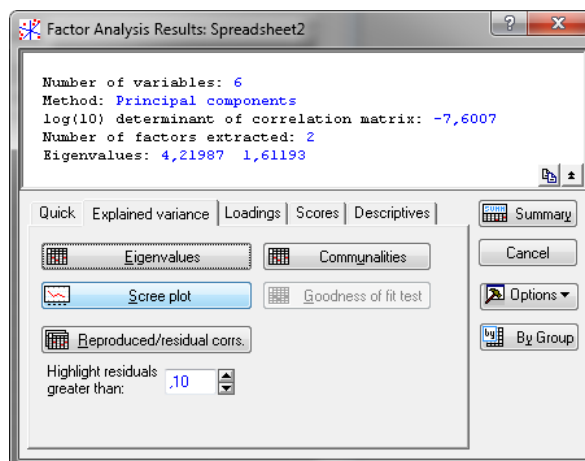 Factor Analysis Results: Spreadsheet2
Number of variables: 6
Method: Principal components
log(10) determinant of correlation matrix: -7,6007
Number of factors extracted: 2
Eigenvalues: 4,21987 1,61193
Quick Explained variance Loadings Scores Descriptives
Eigenvalues Communalities
Scree plot Goodness of fit test
Reproduced/residual corrs.
Highlight residuals
greater than: ,10
SUMM Summary
Cancel
Options
by By Group